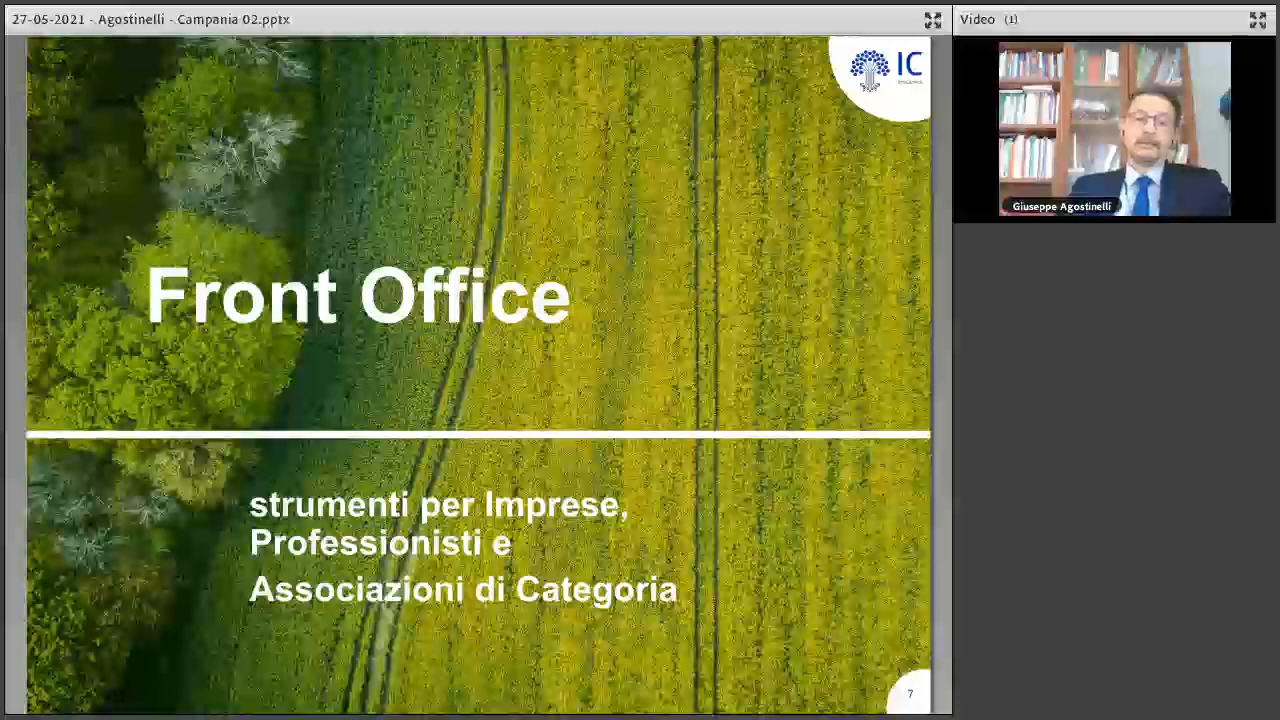 27-05-2021 - Agostinelli - Campania 02.pptx
Video (1)
IC
Giuseppe Agostinelli
Front Office
strumenti per Imprese,
Professionisti e
Associazioni di Categoria
7